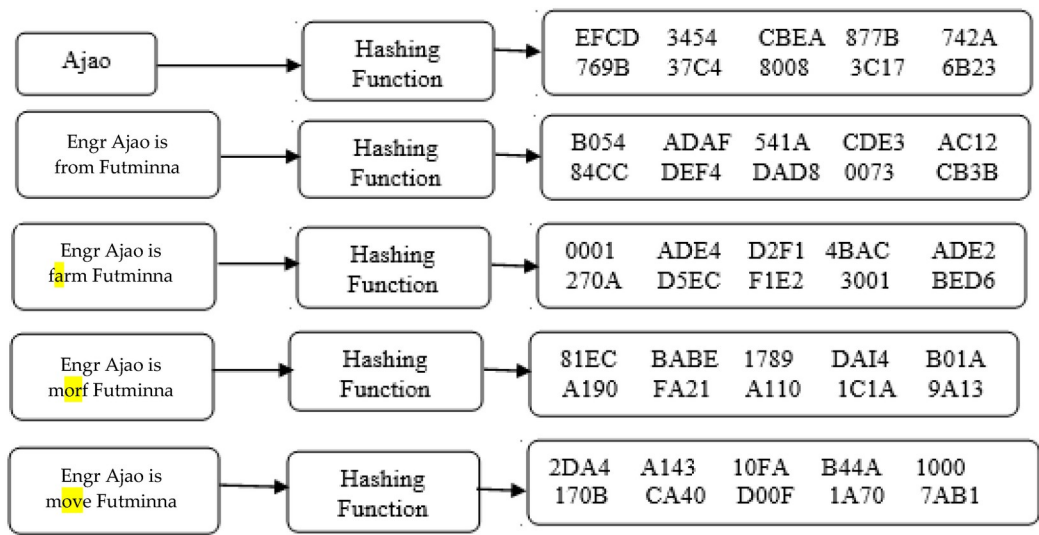 Ajao
Hashing
Function
EFCD 3454 CBEA 877B 742A
769B 37C4 8008 3C17 6B23
Engr Ajao is
from Futminna
Hashing
Function
B054 ADAF 541A CDE3 AC12
84CC DEF4 DAD8 0073 CB3B
Engr Ajao is
farm Futminna
Hashing
Function
0001 ADE4 D2F1 4BAC ADE2
270A D5EC F1E2 3001 BED6
Engr Ajao is
morf Futminna
Hashing
Function
81EC BABE 1789 DAI4 B01A
A190 FA21 A110 1C1A 9A13
Engr Ajao is
move Futminna
Hashing
Function
2DA4 A143 10FA B44A 1000
170B CA40 D00F 1A70 7AB1